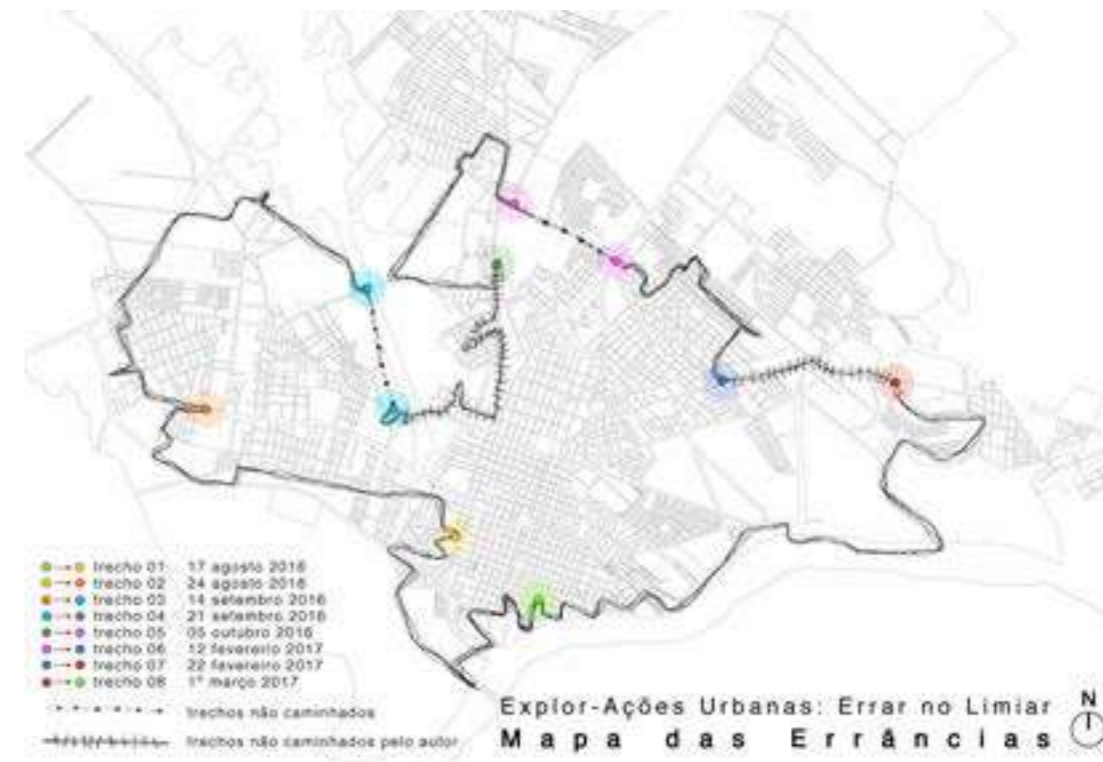 trecho 01 17 agosto 2016
trecho 02 24 agosto 2016
trecho 03 14 setembro 2016
trecho 04 21 setembro 2016
trecho 05 05 outubro 2016
trecho 06 12 fevereiro 2017
trecho 07 22 fevereiro 2017
trecho 08 1º março 2017
trechos não caminhados
trechos não caminhados pelo autor
Explor-Ações Urbanas: Errar no Limiar
Mapa das Errâncias
N